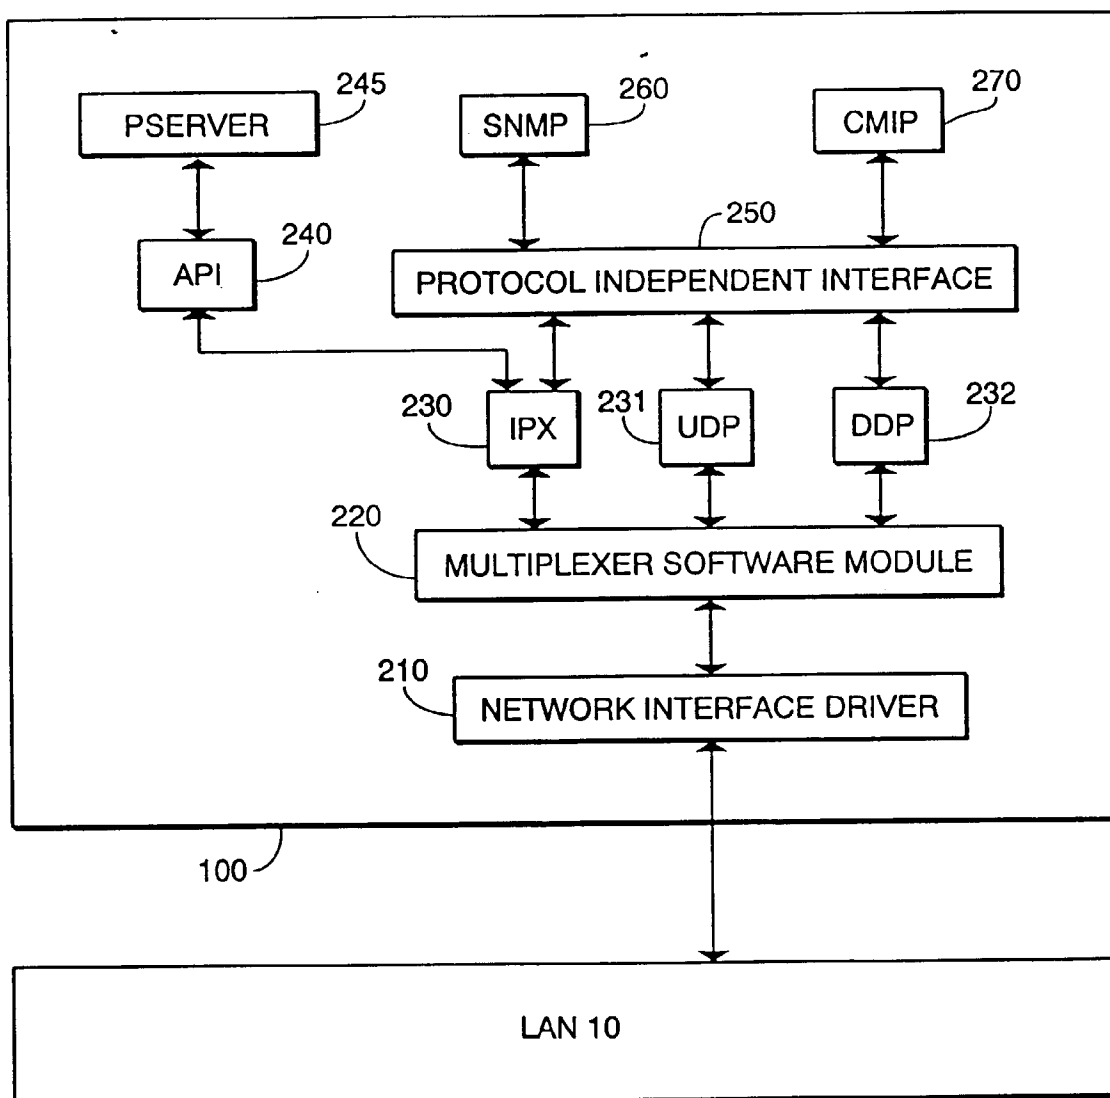 245
260
270
PSERVER
SNMP
CMIP
240
250
API
PROTOCOL INDEPENDENT INTERFACE
230
231
232
IPX
UDP
DDP
220
MULTIPLEXER SOFTWARE MODULE
210
NETWORK INTERFACE DRIVER
100
LAN 10